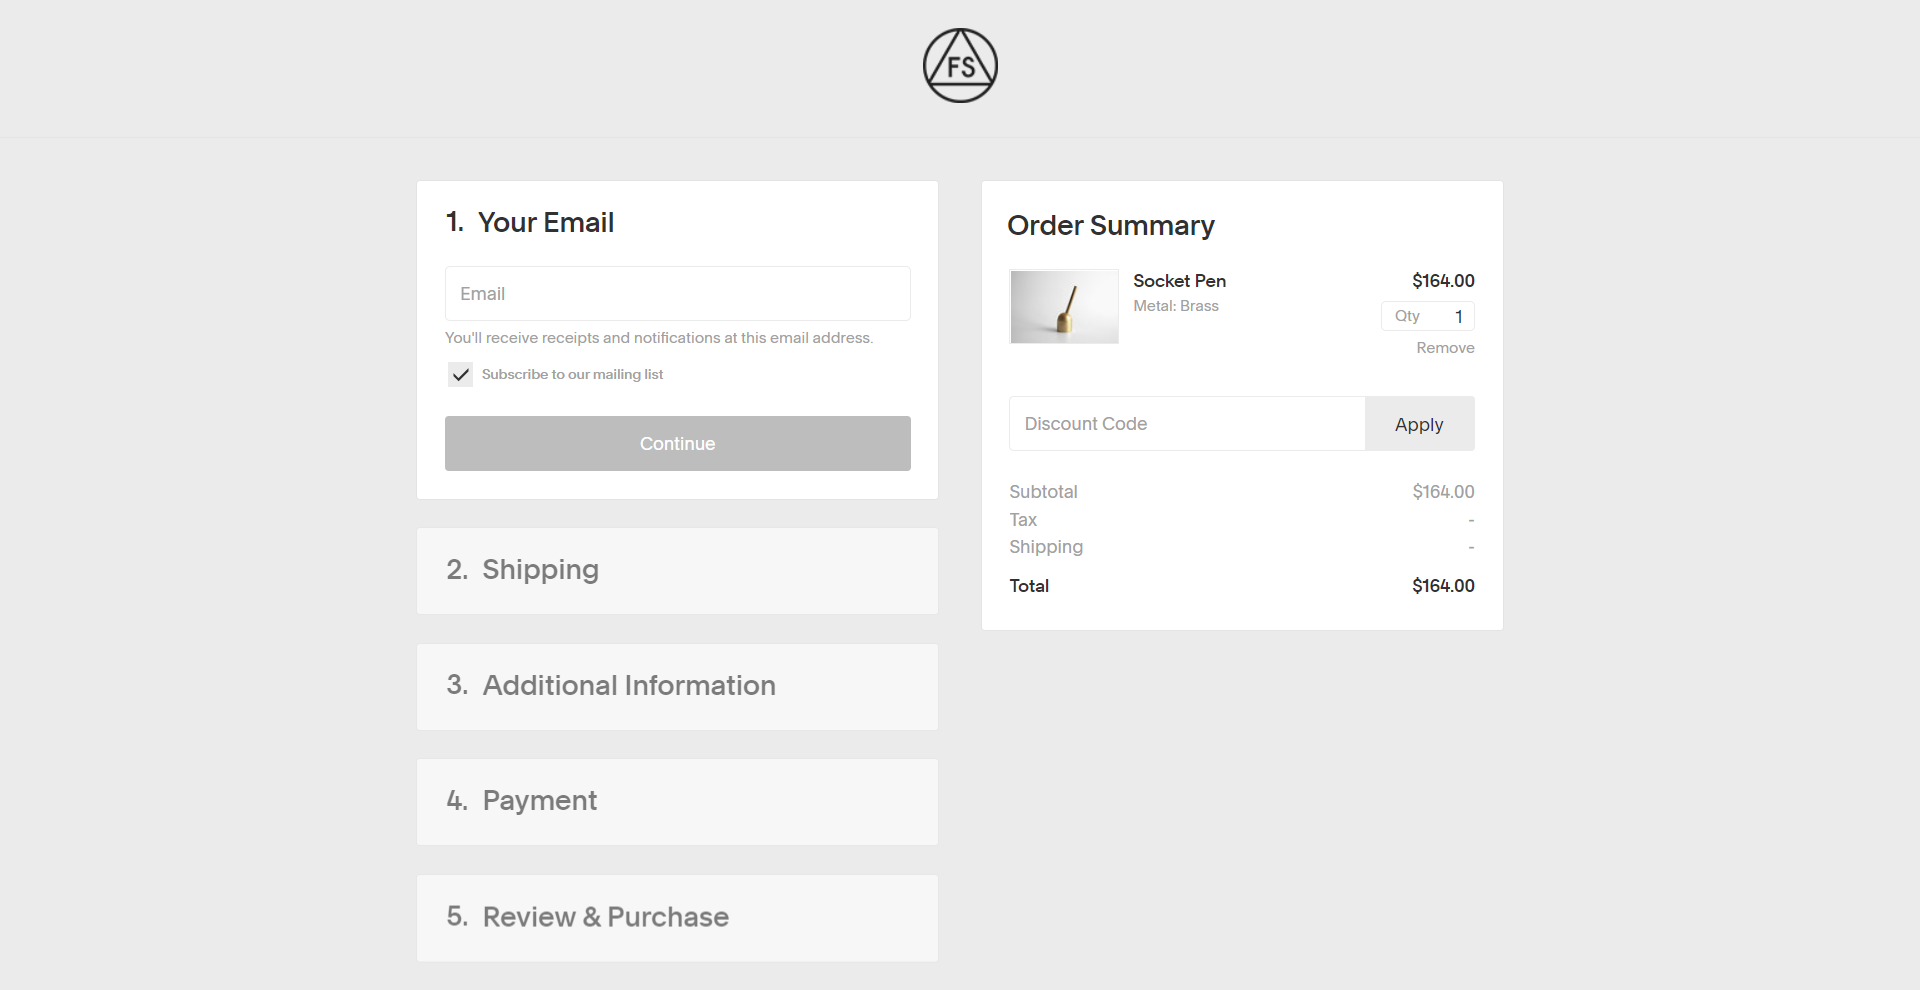 FS
1. Your Email
Email
You'll receive receipts and notifications at this email address.
Subscribe to our mailing list
Continue
2. Shipping
3. Additional Information
4. Payment
5. Review & Purchase
Order Summary
Socket Pen $164.00
Metal: Brass
Qty 1
Remove
Discount Code Apply
Subtotal $164.00
Tax -
Shipping -
Total $164.00